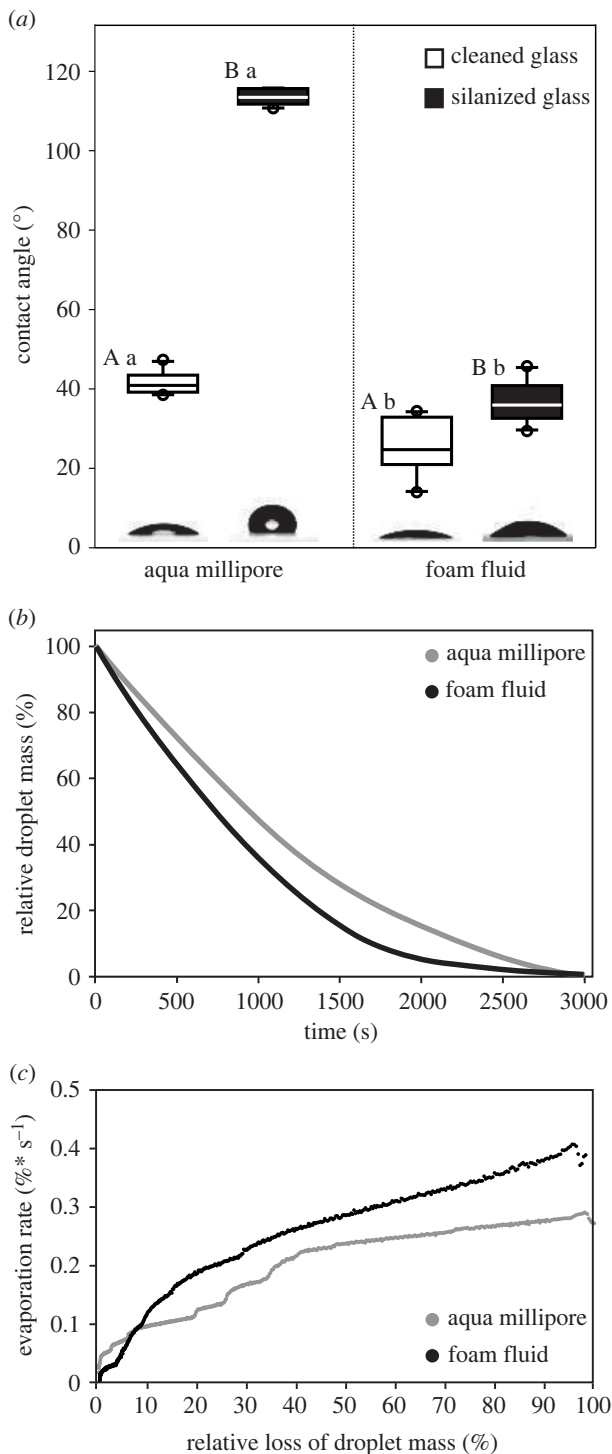 (a)
120
100
80
60
40
20
0
contact angle (°)
A a
B a
A b
B b
cleaned glass
silanized glass
aqua millipore
foam fluid
(b)
100
80
60
40
20
0
relative droplet mass (%)
aqua millipore
foam fluid
0 500 1000 1500 2000 2500 3000
time (s)
(c)
0.5
0.4
0.3
0.2
0.1
0
evaporation rate (%* s⁻¹)
aqua millipore
foam fluid
0 10 20 30 40 50 60 70 80 90 100
relative loss of droplet mass (%)